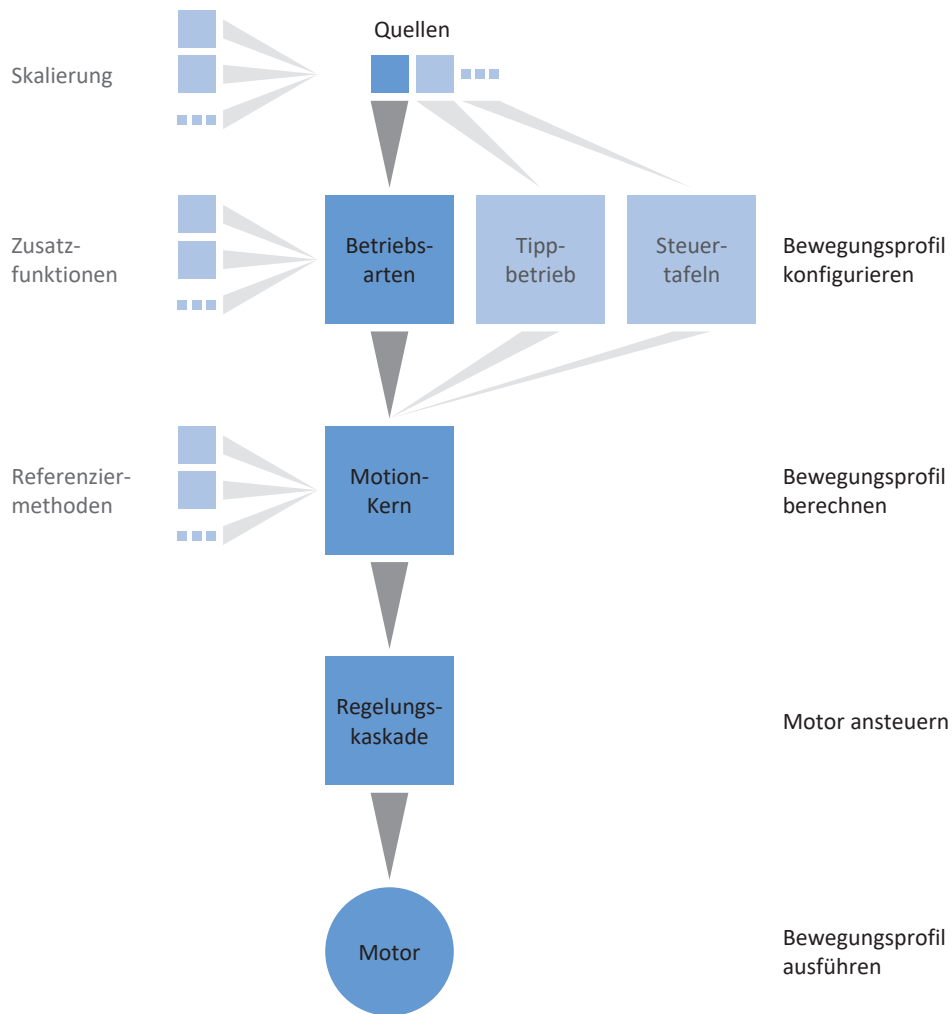 Quellen
Skalierung
Zusatz-
funktionen
Betriebs-
arten
Tipp-
betrieb
Steuer-
tafeln
Bewegungsprofil
konfigurieren
Referenzier-
methoden
Motion-
Kern
Bewegungsprofil
berechnen
Regelungs-
kaskade
Motor ansteuern
Motor
Bewegungsprofil
ausführen